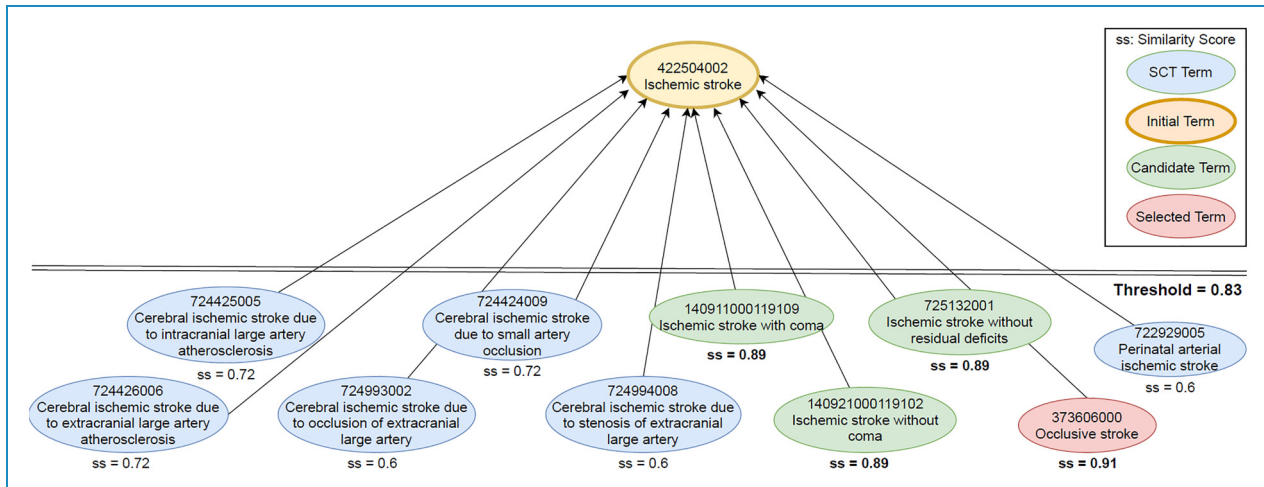 ss: Similarity Score
SCT Term
Initial Term
Candidate Term
Selected Term
422504002
Ischemic stroke
Threshold = 0.83
724425005
Cerebral ischemic stroke due
to intracranial large artery
atherosclerosis
ss = 0.72
724424009
Cerebral ischemic stroke
due to small artery
occlusion
ss = 0.72
140911000119109
Ischemic stroke with coma
ss = 0.89
725132001
Ischemic stroke without
residual deficits
ss = 0.89
722929005
Perinatal arterial
ischemic stroke
ss = 0.6
724426006
Cerebral ischemic stroke due
to extracranial large artery
atherosclerosis
ss = 0.72
724993002
Cerebral ischemic stroke due
to occlusion of extracranial
large artery
ss = 0.6
724994008
Cerebral ischemic stroke due
to stenosis of extracranial
large artery
ss = 0.6
140921000119102
Ischemic stroke without
coma
ss = 0.89
373606000
Occlusive stroke
ss = 0.91